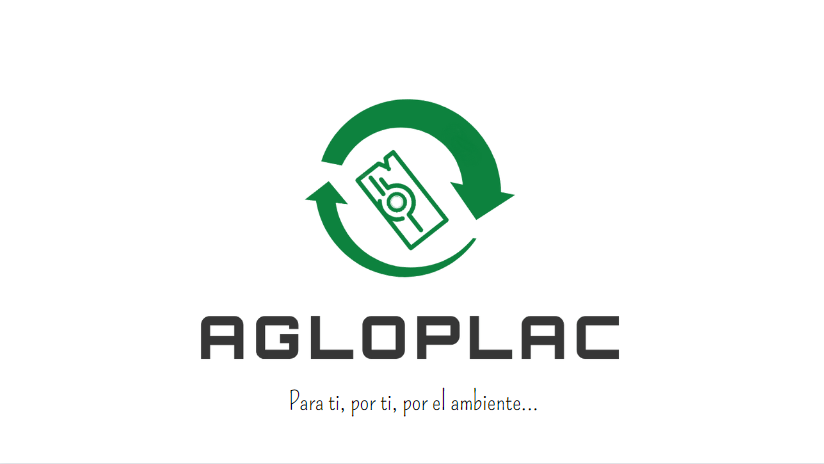 AGLOPLAC
Para ti, por ti, por el ambiente...